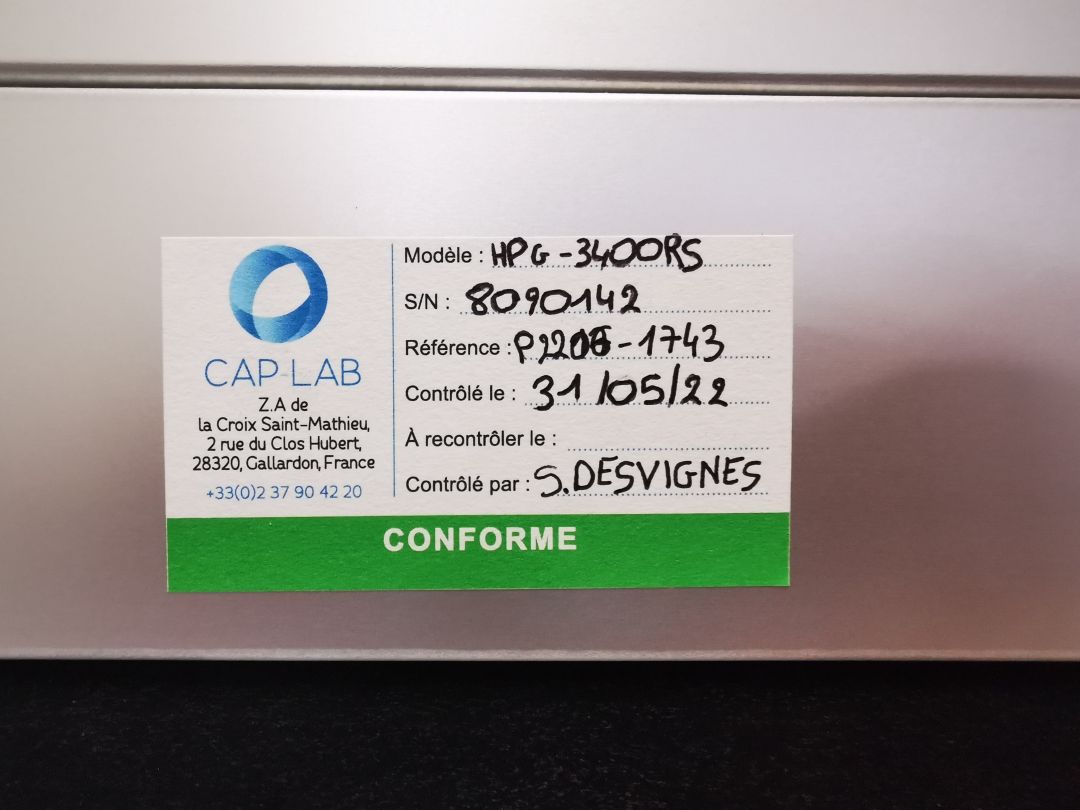 CAP-LAB
Z.A de
la Croix Saint-Mathieu,
2 rue du Clos Hubert,
28320, Gallardon, France
+33(0)2 37 90 42 20
Modèle : HPG-3400RS
S/N : 8090142
Référence :
Contrôlé le : 31/05/22
À recontrôler le :
Contrôlé par : S.DESVIGNES
CONFORME